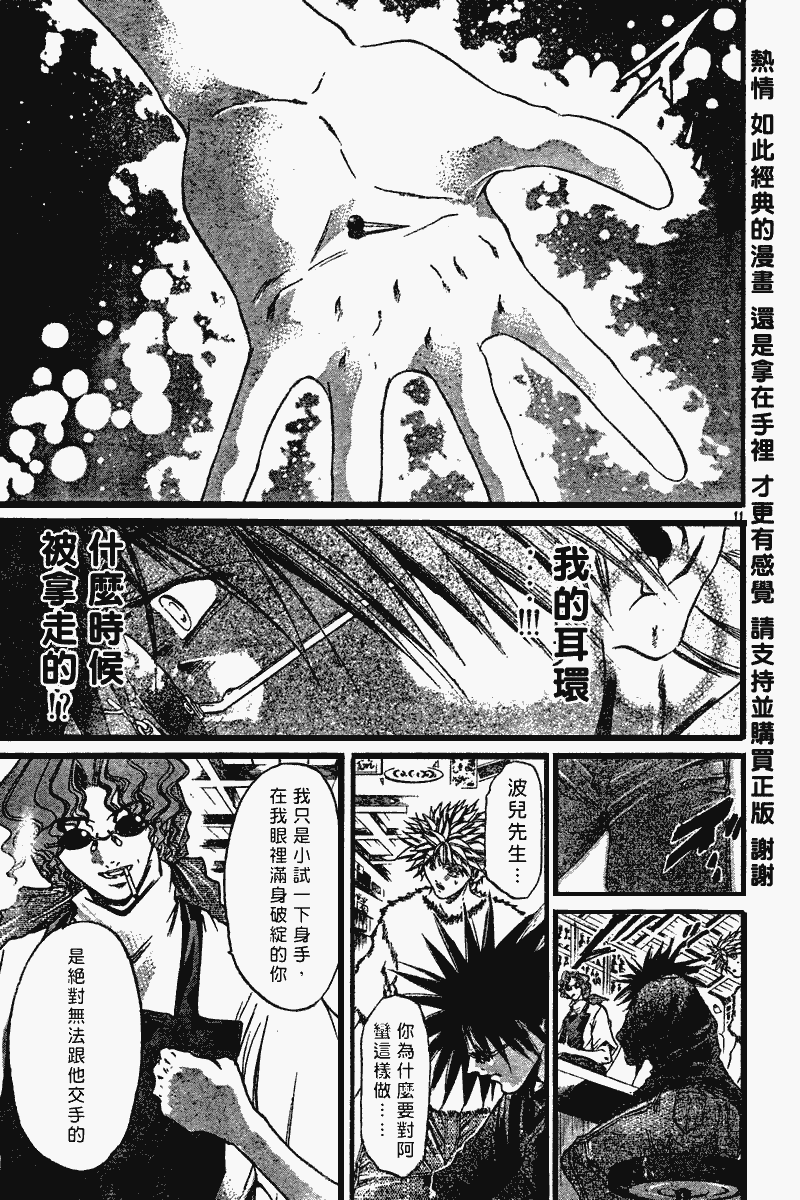 熱情 如此經典的漫畫 還是拿在手裡 才更有感覺 請支持並購買正版 謝謝
11
我的耳環
……!!!
什麼時候
被拿走的!?
波兒先生…
你為什麼要對阿
蠻這樣做……
我只是小試一下身手，
在我眼裡滿身破綻的你
是絕對無法跟他交手的